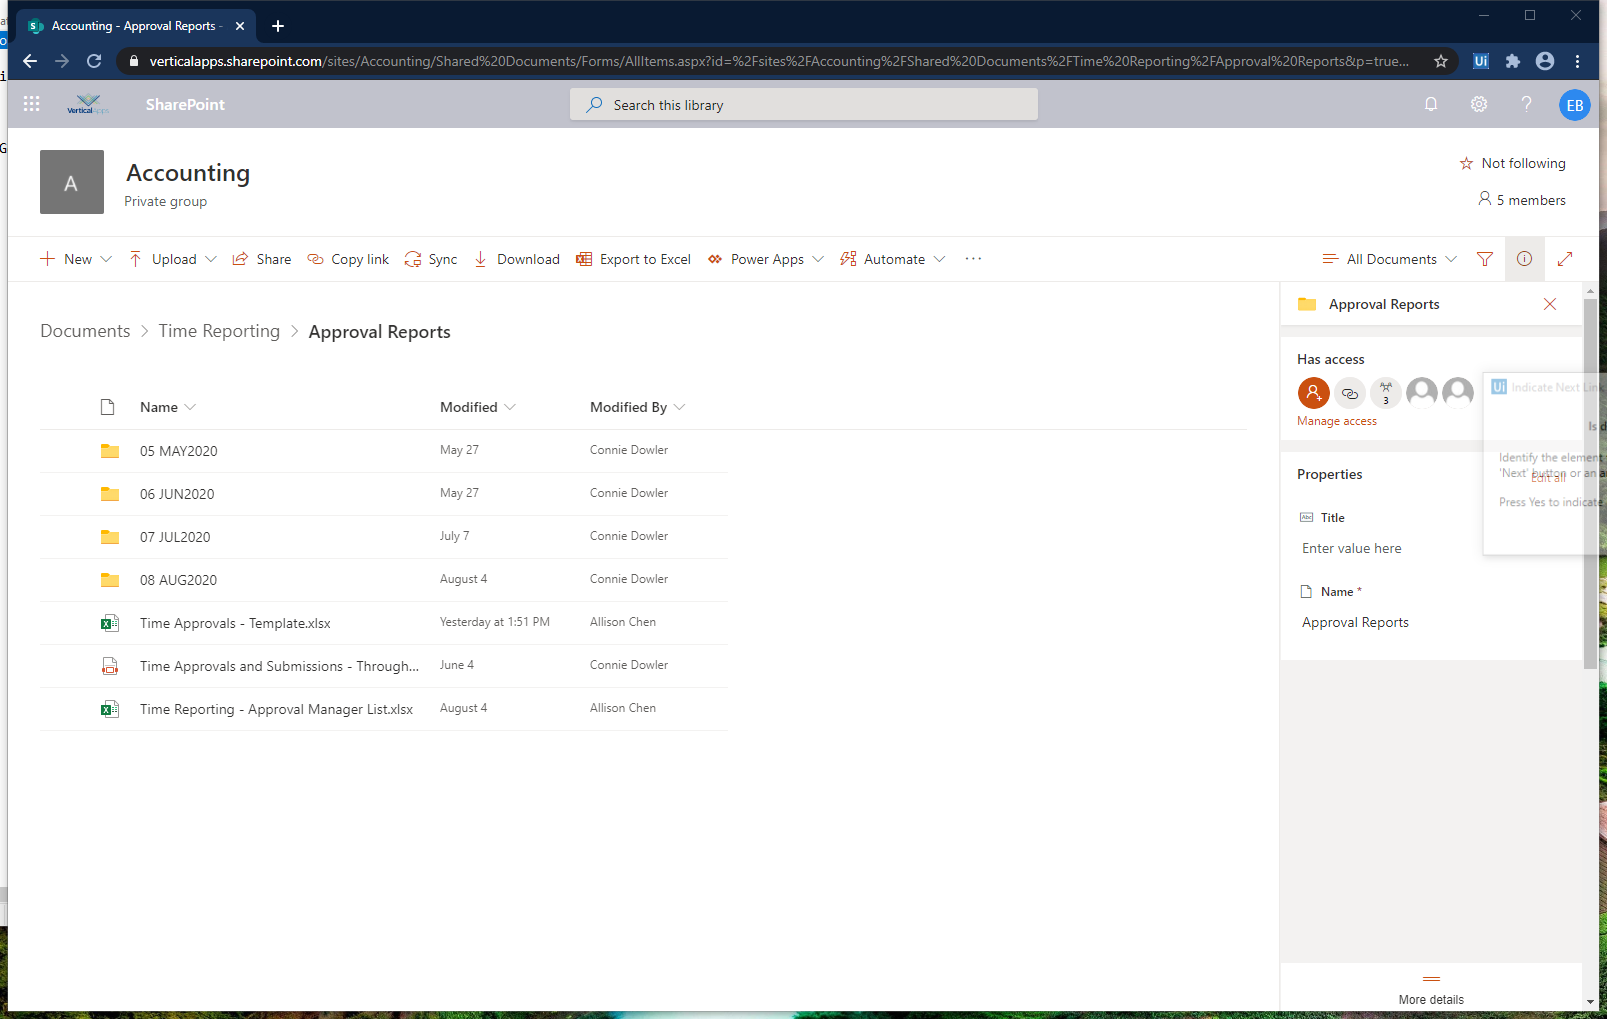 Accounting - Approval Reports -
verticalapps.sharepoint.com/sites/Accounting/Shared%20Documents/Forms/AllItems.aspx?id=%2Fsites%2FAccounting%2FShared%20Documents%2FTime%20Reporting%2FApproval%20Reports&p=true...
Ui
VerticalApps
SharePoint
Search this library
?
EB
A
Accounting
Private group
Not following
5 members
New
Upload
Share
Copy link
Sync
Download
Export to Excel
Power Apps
Automate
...
All Documents
Documents > Time Reporting > Approval Reports
Name
Modified
Modified By
05 MAY2020
May 27
Connie Dowler
06 JUN2020
May 27
Connie Dowler
07 JUL2020
July 7
Connie Dowler
08 AUG2020
August 4
Connie Dowler
Time Approvals - Template.xlsx
Yesterday at 1:51 PM
Allison Chen
Time Approvals and Submissions - Through...
June 4
Connie Dowler
Time Reporting - Approval Manager List.xlsx
August 4
Allison Chen
Approval Reports
Has access
3
Manage access
Properties
Edit all
Abc Title
Enter value here
Name *
Approval Reports
More details
Ui Indicate Next Link
Is d
Identify the element
'Next' button or an a
Press Yes to indicate